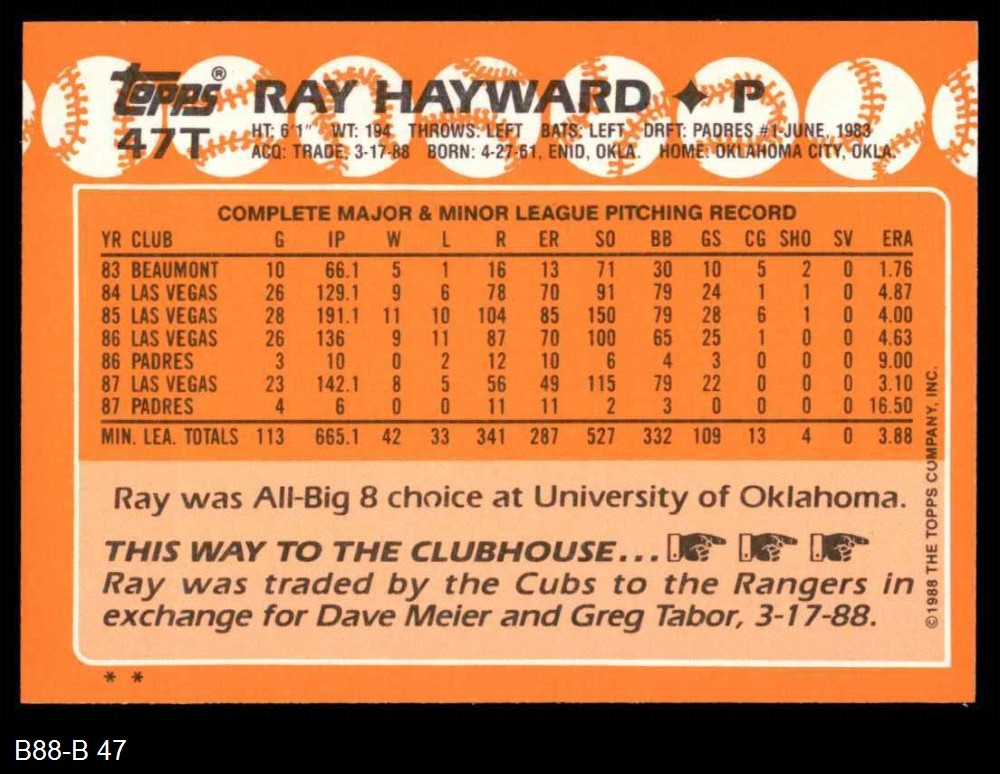 topps® RAY HAYWARD ✦ P
47T
HT: 6'1" WT: 194 THROWS: LEFT BATS: LEFT DRFT: PADRES #1-JUNE, 1983
ACQ: TRADE, 3-17-88 BORN: 4-27-61, ENID, OKLA. HOME: OKLAHOMA CITY, OKLA.
COMPLETE MAJOR & MINOR LEAGUE PITCHING RECORD
YR CLUB G IP W L R ER SO BB GS CG SHO SV ERA
83 BEAUMONT 10 66.1 5 1 16 13 71 30 10 5 2 0 1.76
84 LAS VEGAS 26 129.1 9 6 78 70 91 79 24 1 1 0 4.87
85 LAS VEGAS 28 191.1 11 10 104 85 150 79 28 6 1 0 4.00
86 LAS VEGAS 26 136 9 11 87 70 100 65 25 1 0 0 4.63
86 PADRES 3 10 0 2 12 10 6 4 3 0 0 0 9.00
87 LAS VEGAS 23 142.1 8 5 56 49 115 79 22 0 0 0 3.10
87 PADRES 4 6 0 0 11 11 2 3 0 0 0 0 16.50
MIN. LEA. TOTALS 113 665.1 42 33 341 287 527 332 109 13 4 0 3.88
Ray was All-Big 8 choice at University of Oklahoma.
THIS WAY TO THE CLUBHOUSE...
Ray was traded by the Cubs to the Rangers in
exchange for Dave Meier and Greg Tabor, 3-17-88.
©1988 THE TOPPS COMPANY, INC.
* *
B88-B 47